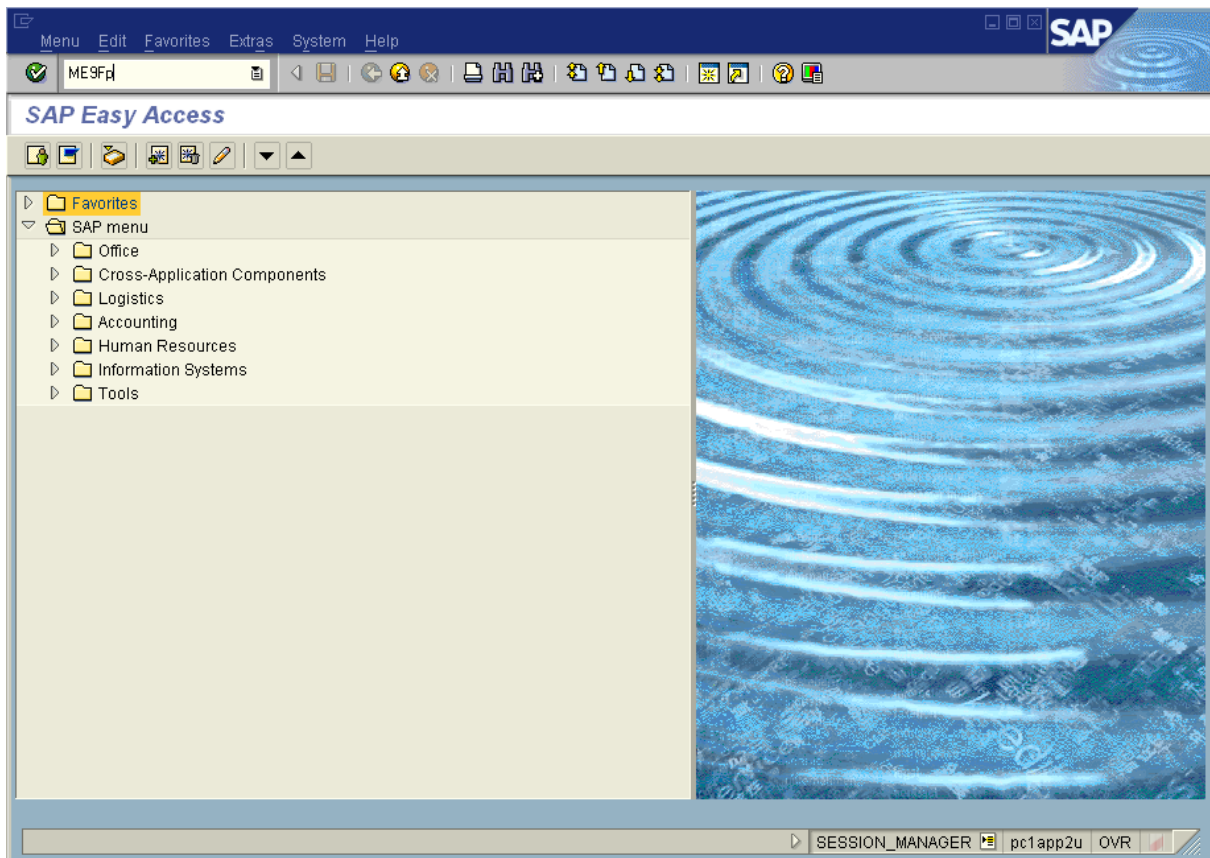 Menu Edit Favorites Extras System Help
SAP
ME9Fp
SAP Easy Access
Favorites
SAP menu
Office
Cross-Application Components
Logistics
Accounting
Human Resources
Information Systems
Tools
SESSION_MANAGER pc1app2u OVR